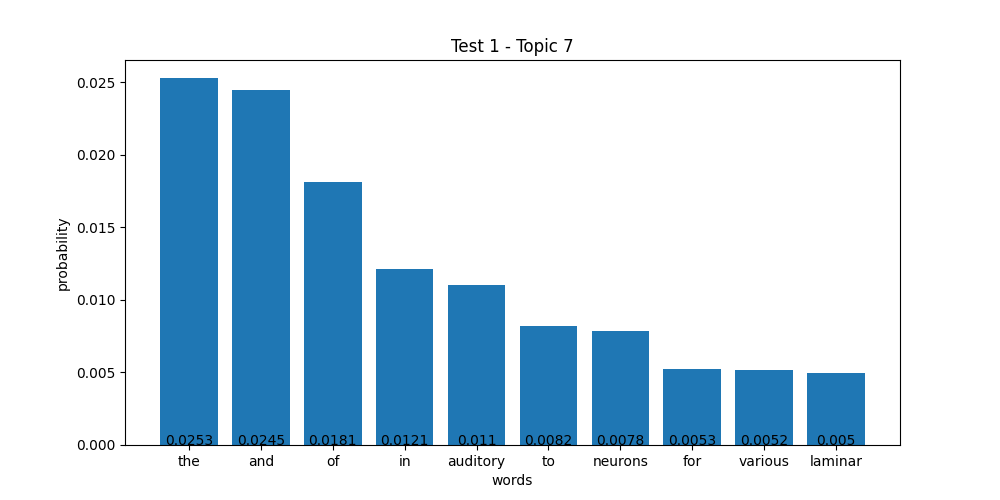 Test 1 - Topic 7
probability
0.025
0.020
0.015
0.010
0.005
0.000
0.0253 0.0245 0.0181 0.0121 0.011 0.0082 0.0078 0.0053 0.0052 0.005
the and of in auditory to neurons for various laminar
words